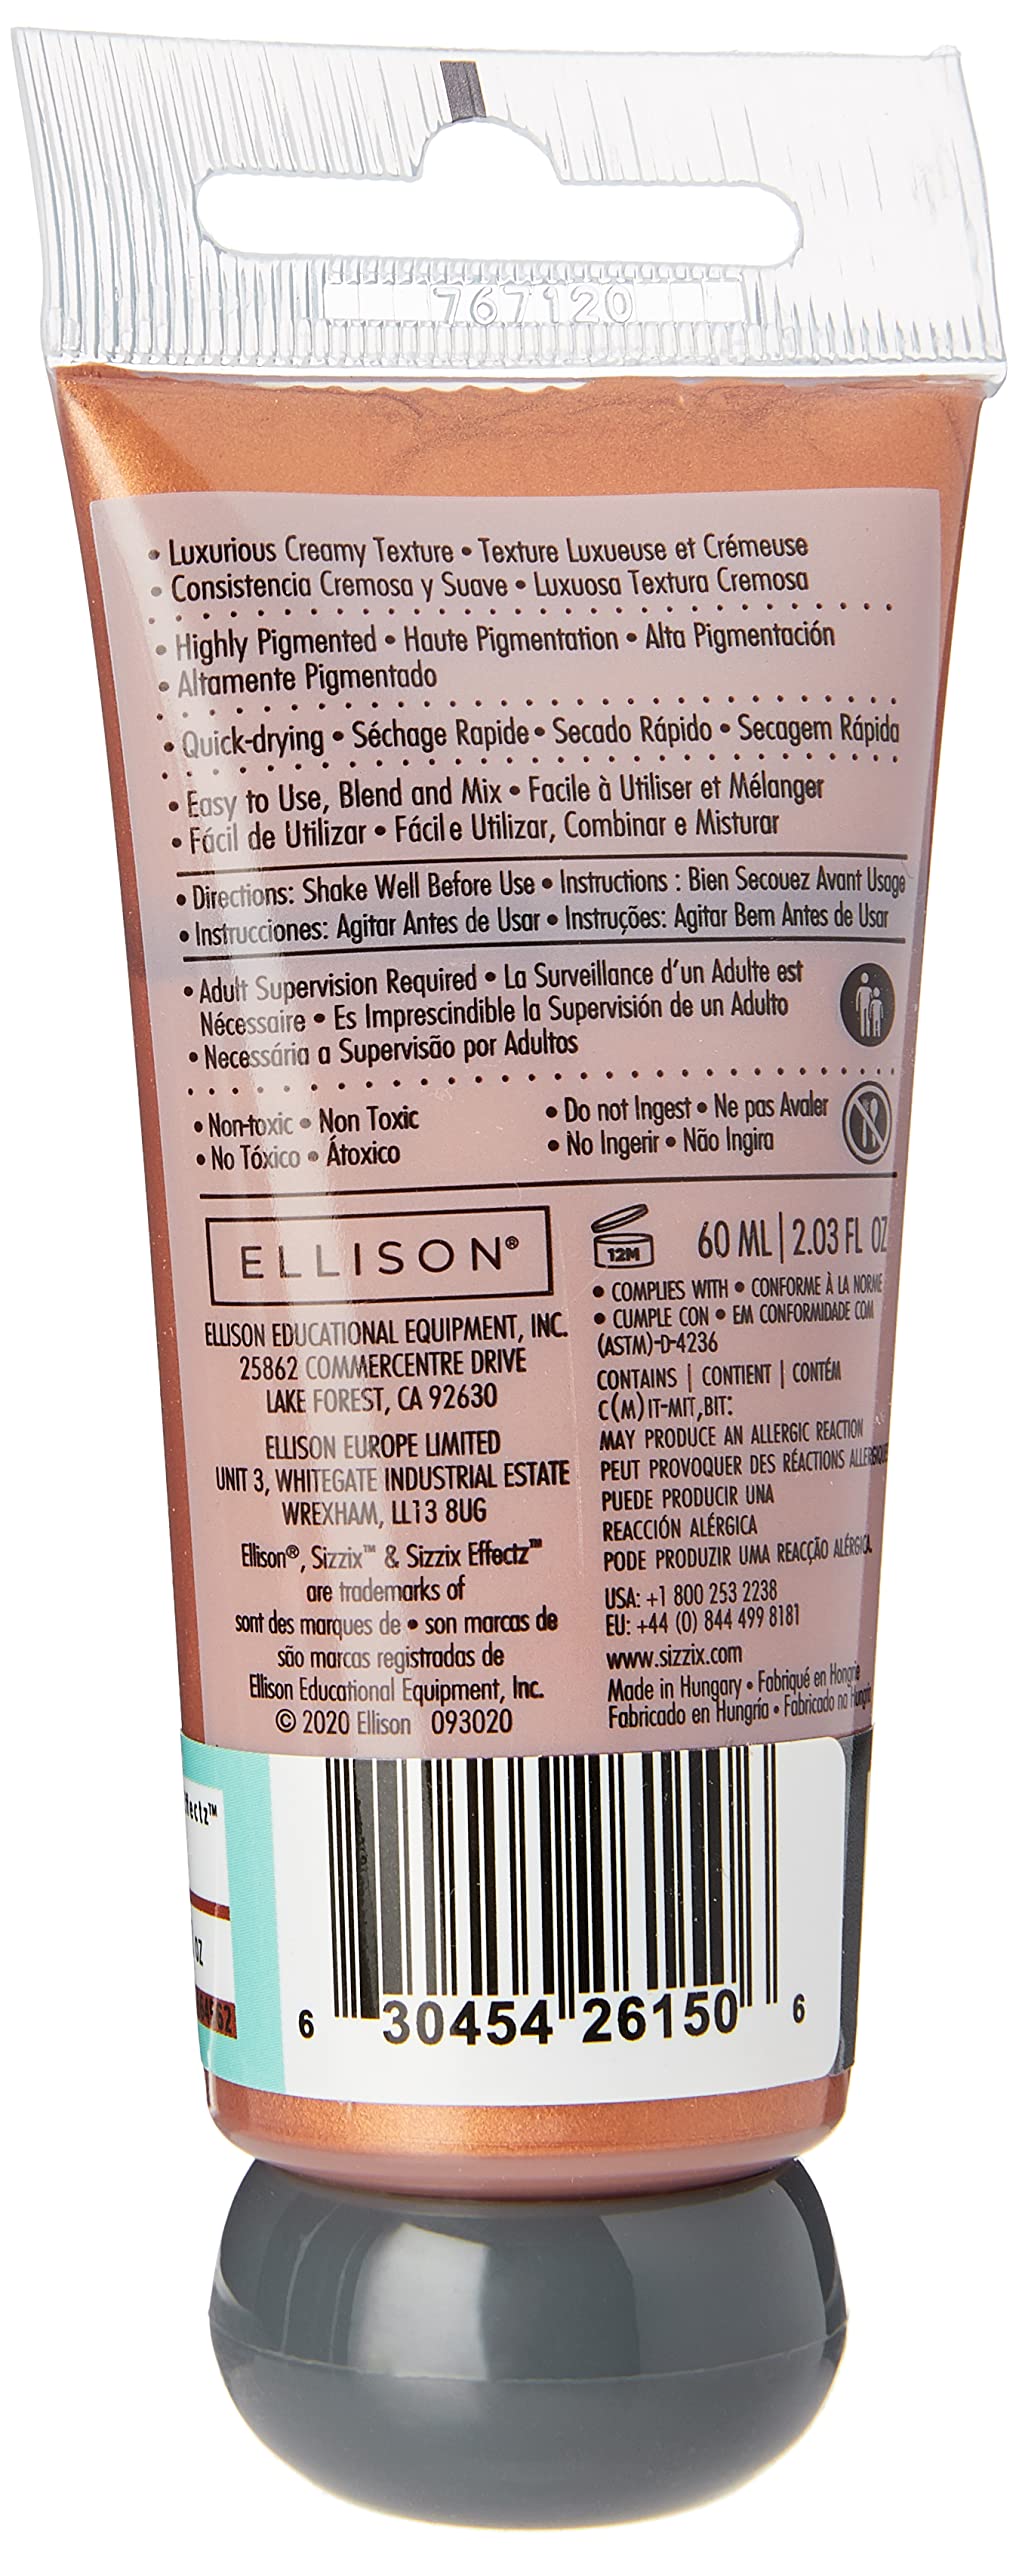 767120
• Luxurious Creamy Texture • Texture Luxueuse et Crémeuse
• Consistencia Cremosa y Suave • Luxuosa Textura Cremosa
• Highly Pigmented • Haute Pigmentation • Alta Pigmentación
• Altamente Pigmentado
• Quick-drying • Séchage Rapide • Secado Rápido • Secagem Rápida
• Easy to Use, Blend and Mix • Facile à Utiliser et Mélanger
• Fácil de Utilizar • Fácil e Utilizar, Combinar e Misturar
• Directions: Shake Well Before Use • Instructions : Bien Secouez Avant Usage
• Instrucciones: Agitar Antes de Usar • Instruções: Agitar Bem Antes de Usar
• Adult Supervision Required • La Surveillance d'un Adulte est
Nécessaire • Es Imprescindible la Supervisión de un Adulto
• Necessária a Supervisão por Adultos
• Non-toxic • Non Toxic
• No Tóxico • Átoxico
• Do not Ingest • Ne pas Avaler
• No Ingerir • Não Ingira
ELLISON®
ELLISON EDUCATIONAL EQUIPMENT, INC.
25862 COMMERCENTRE DRIVE
LAKE FOREST, CA 92630
ELLISON EUROPE LIMITED
UNIT 3, WHITEGATE INDUSTRIAL ESTATE
WREXHAM, LL13 8UG
Ellison®, Sizzix™ & Sizzix Effectz™
are trademarks of
sont des marques de • son marcas de
são marcas registradas de
Ellison Educational Equipment, Inc.
© 2020 Ellison 093020
12M
60 ML | 2.03 FL OZ
• COMPLIES WITH • CONFORME À LA NORME
• CUMPLE CON • EM CONFORMIDADE COM
(ASTM)-D-4236
CONTAINS | CONTIENT | CONTÉM
C(M)IT-MIT,BIT:
MAY PRODUCE AN ALLERGIC REACTION
PEUT PROVOQUER DES RÉACTIONS ALLERGIQUES
PUEDE PRODUCIR UNA
REACCIÓN ALÉRGICA
PODE PRODUZIR UMA REACÇÃO ALÉRGICA
USA: +1 800 253 2238
EU: +44 (0) 844 499 8181
www.sizzix.com
Made in Hungary • Fabriqué en Hongrie
Fabricado en Hungría • Fabricado na
OZ
6 30454 26150 6